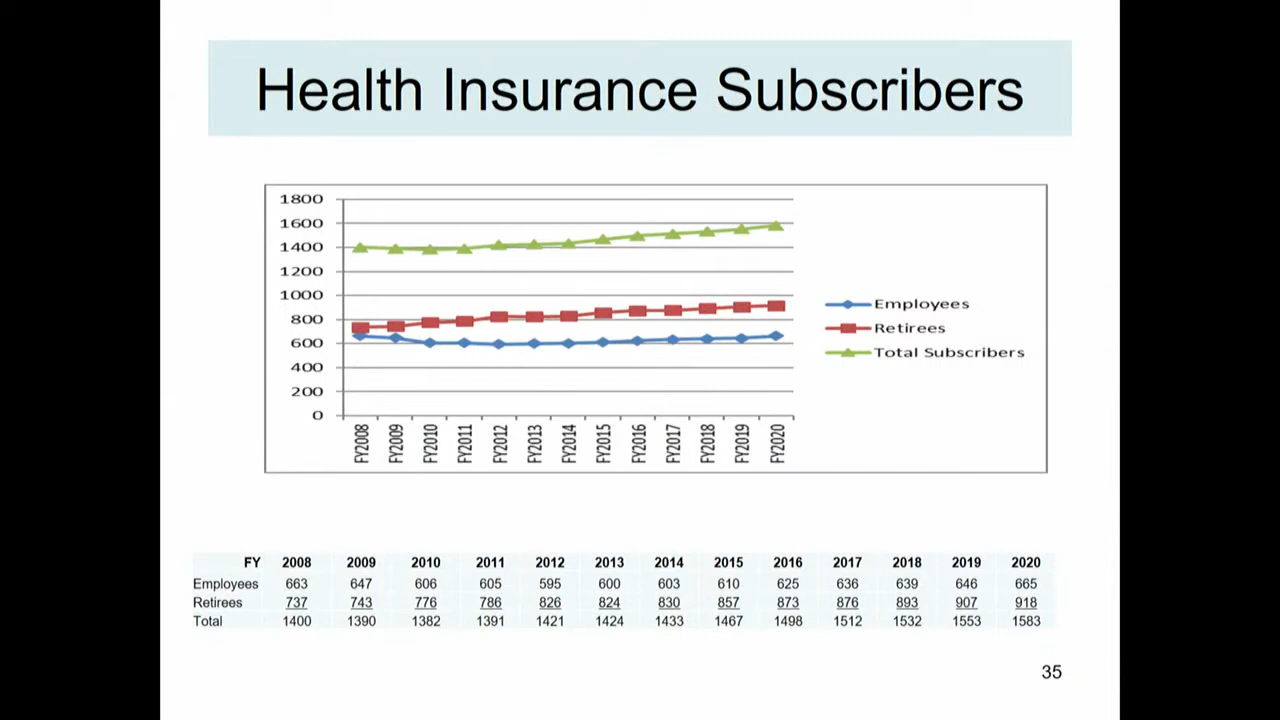 Health Insurance Subscribers
1800
1600
1400
1200
1000
800
600
400
200
0
FY2008 FY2009 FY2010 FY2011 FY2012 FY2013 FY2014 FY2015 FY2016 FY2017 FY2018 FY2019 FY2020
Employees
Retirees
Total Subscribers
FY 2008 2009 2010 2011 2012 2013 2014 2015 2016 2017 2018 2019 2020
Employees 663 647 606 605 595 600 603 610 625 636 639 646 665
Retirees 737 743 776 786 826 824 830 857 873 876 893 907 918
Total 1400 1390 1382 1391 1421 1424 1433 1467 1498 1512 1532 1553 1583
35